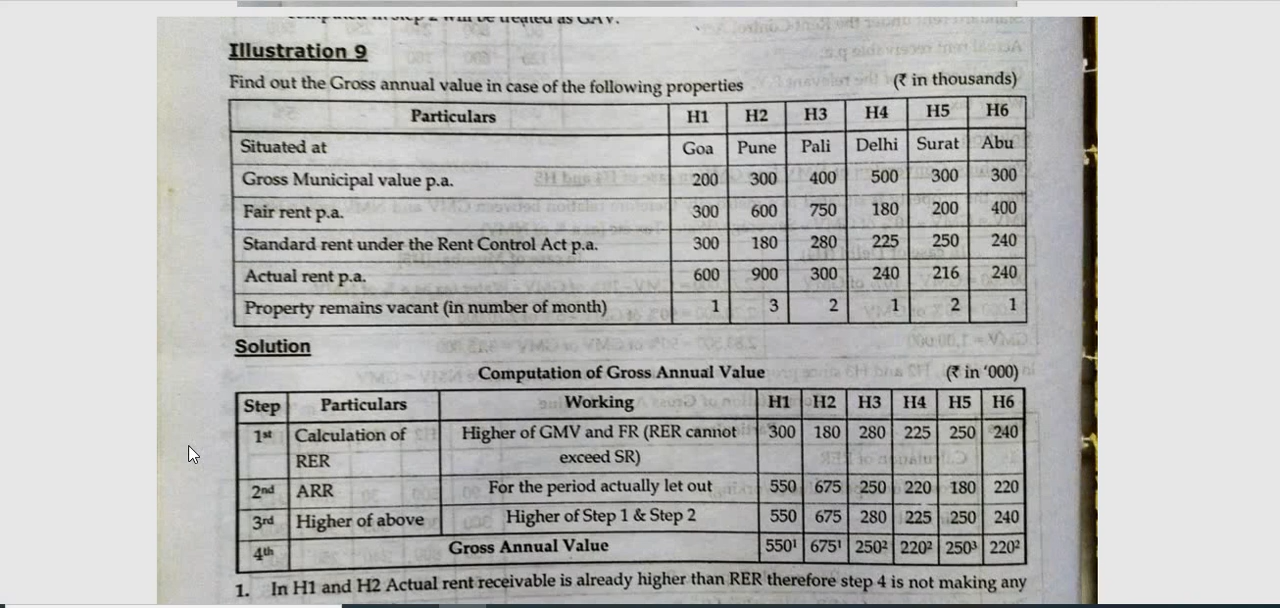 will be treated as GAV.
Illustration 9
Find out the Gross annual value in case of the following properties (₹ in thousands)
Particulars H1 H2 H3 H4 H5 H6
Situated at Goa Pune Pali Delhi Surat Abu
Gross Municipal value p.a. 200 300 400 500 300 300
Fair rent p.a. 300 600 750 180 200 400
Standard rent under the Rent Control Act p.a. 300 180 280 225 250 240
Actual rent p.a. 600 900 300 240 216 240
Property remains vacant (in number of month) 1 3 2 1 2 1
Solution
Computation of Gross Annual Value (₹ in '000)
Step Particulars Working H1 H2 H3 H4 H5 H6
1st Calculation of Higher of GMV and FR (RER cannot 300 180 280 225 250 240
RER exceed SR)
2nd ARR For the period actually let out 550 675 250 220 180 220
3rd Higher of above Higher of Step 1 & Step 2 550 675 280 225 250 240
4th Gross Annual Value 550¹ 675¹ 250² 220² 250³ 220²
1. In H1 and H2 Actual rent receivable is already higher than RER therefore step 4 is not making any